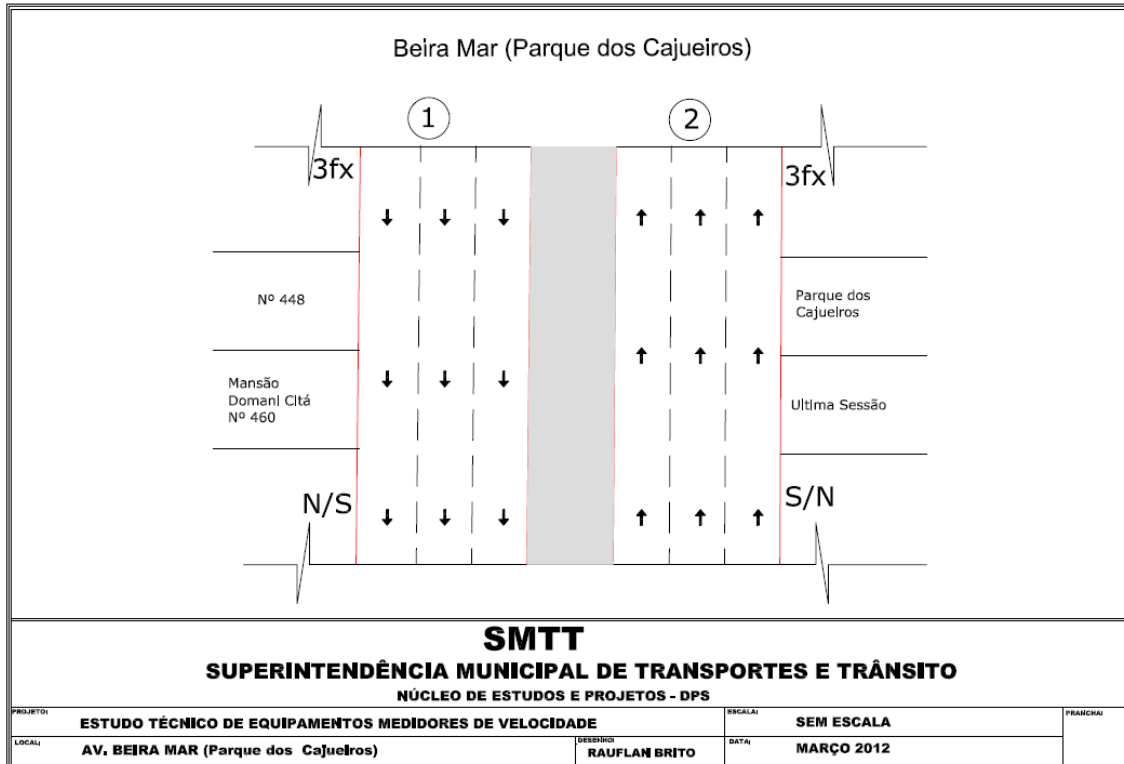 Beira Mar (Parque dos Cajueiros)
1
2
3fx
3fx
Nº 448
Mansão
Domani Citá
Nº 460
Parque dos
Cajueiros
Ultima Sessão
N/S
S/N
SMTT
SUPERINTENDÊNCIA MUNICIPAL DE TRANSPORTES E TRÂNSITO
NÚCLEO DE ESTUDOS E PROJETOS - DPS
PROJETO: ESTUDO TÉCNICO DE EQUIPAMENTOS MEDIDORES DE VELOCIDADE
ESCALA: SEM ESCALA
PRANCHA:
LOCAL: AV. BEIRA MAR (Parque dos Cajueiros)
DESENHO: RAUFLAN BRITO
DATA: MARÇO 2012